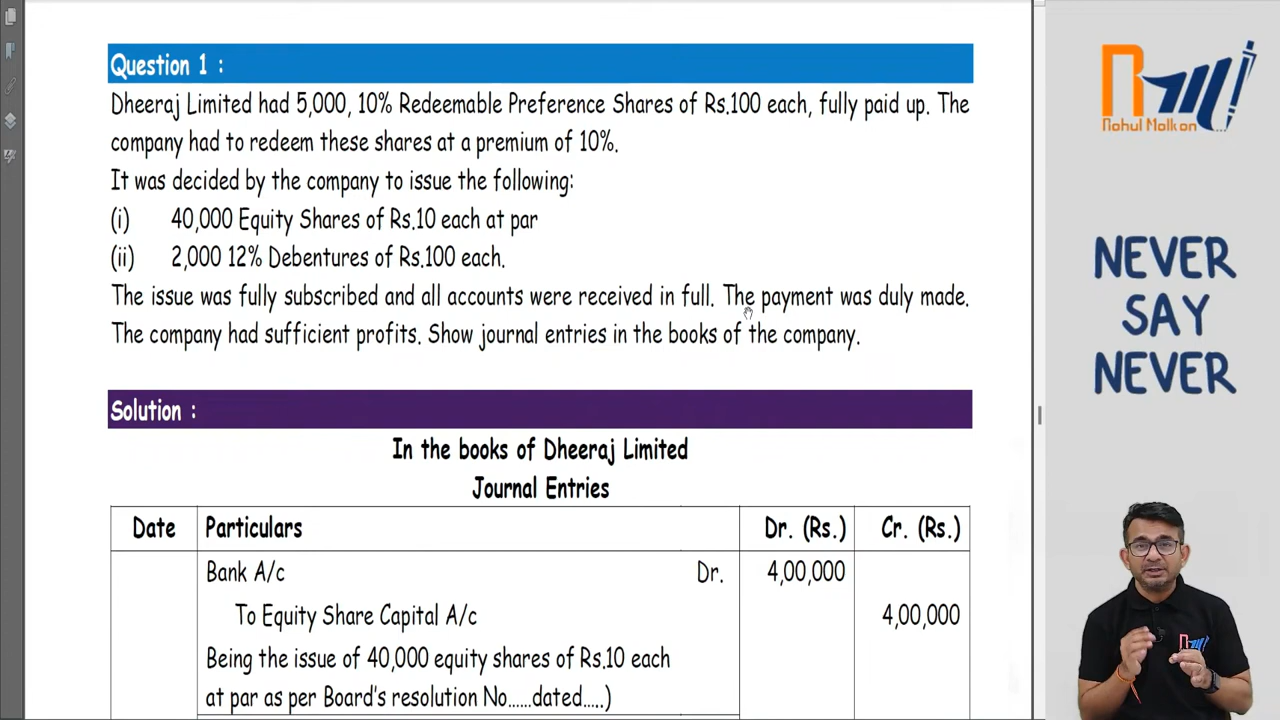 Question 1 :
Dheeraj Limited had 5,000, 10% Redeemable Preference Shares of Rs.100 each, fully paid up. The
company had to redeem these shares at a premium of 10%.
It was decided by the company to issue the following:
(i) 40,000 Equity Shares of Rs.10 each at par
(ii) 2,000 12% Debentures of Rs.100 each.
The issue was fully subscribed and all accounts were received in full. The payment was duly made.
The company had sufficient profits. Show journal entries in the books of the company.
Solution :
In the books of Dheeraj Limited
Journal Entries
Date Particulars Dr. (Rs.) Cr. (Rs.)
Bank A/c Dr. 4,00,000
To Equity Share Capital A/c 4,00,000
Being the issue of 40,000 equity shares of Rs.10 each
at par as per Board's resolution No......dated.....)
Rahul Malkan...
NEVER
SAY
NEVER